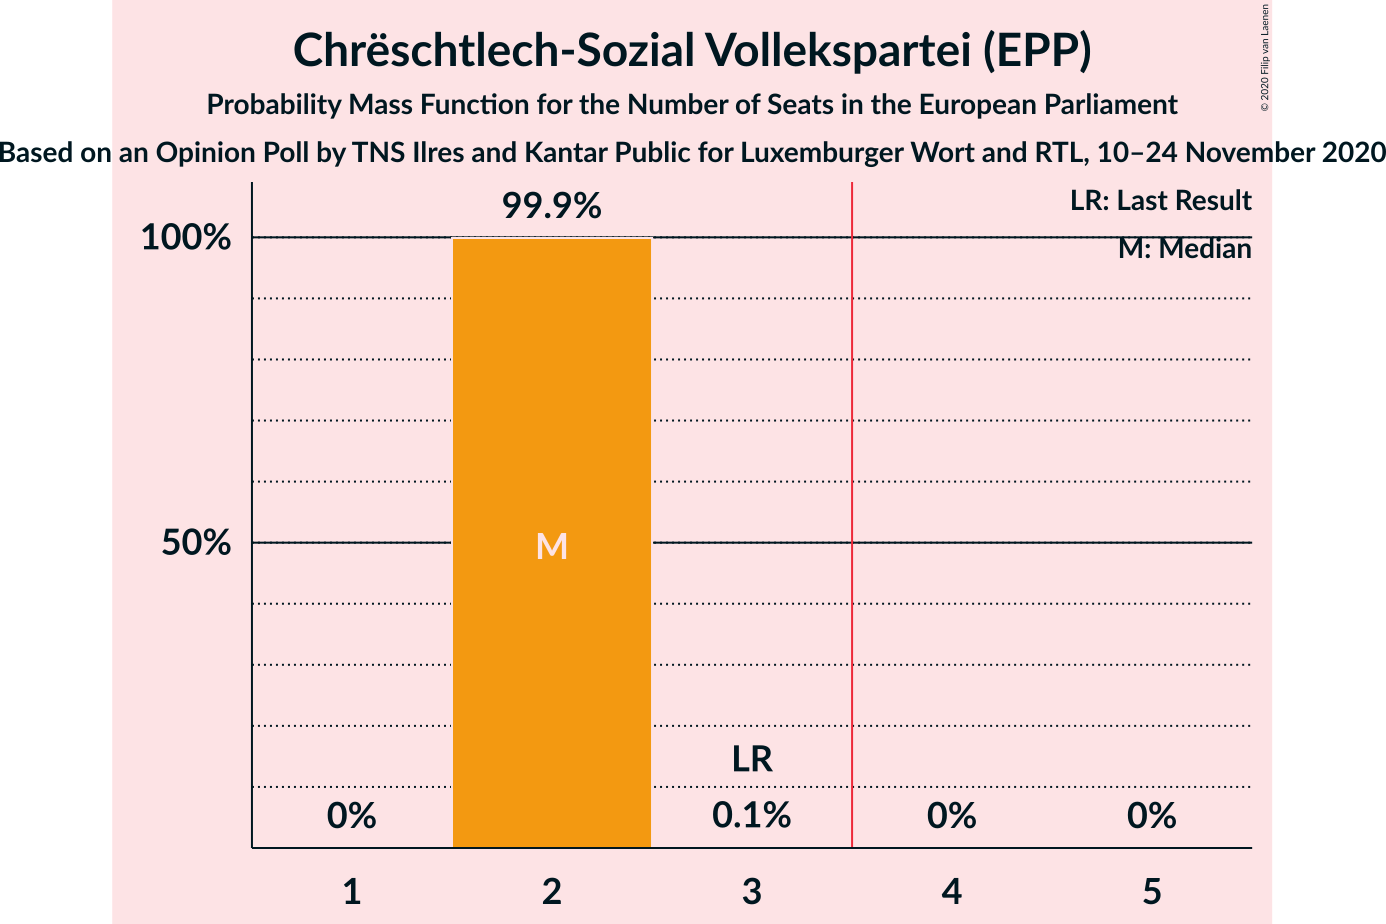 Chrëschtlech-Sozial Vollekspartei (EPP)
Probability Mass Function for the Number of Seats in the European Parliament
Based on an Opinion Poll by TNS Ilres and Kantar Public for Luxemburger Wort and RTL, 10–24 November 2020
© 2020 Filip van Laenen
LR: Last Result
M: Median
99.9%
100%
50%
M
LR
0%
0.1%
0%
0%
1
2
3
4
5